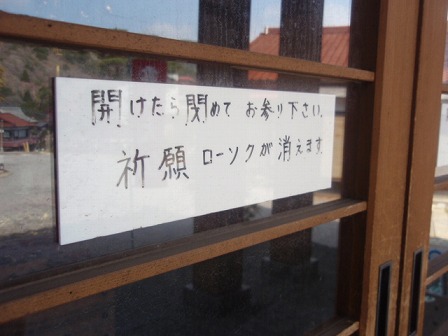 開けたら閉めて お参り下さい。
祈願ローソクが消えます。